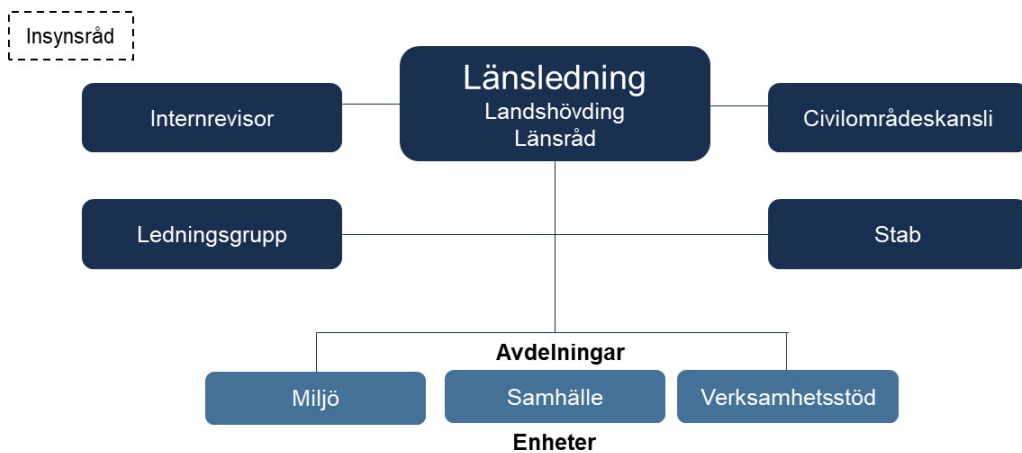 Insynsråd
Länsledning
Landshövding
Länsråd
Internrevisor
Civilområdeskansli
Ledningsgrupp
Stab
Avdelningar
Miljö
Samhälle
Verksamhetsstöd
Enheter